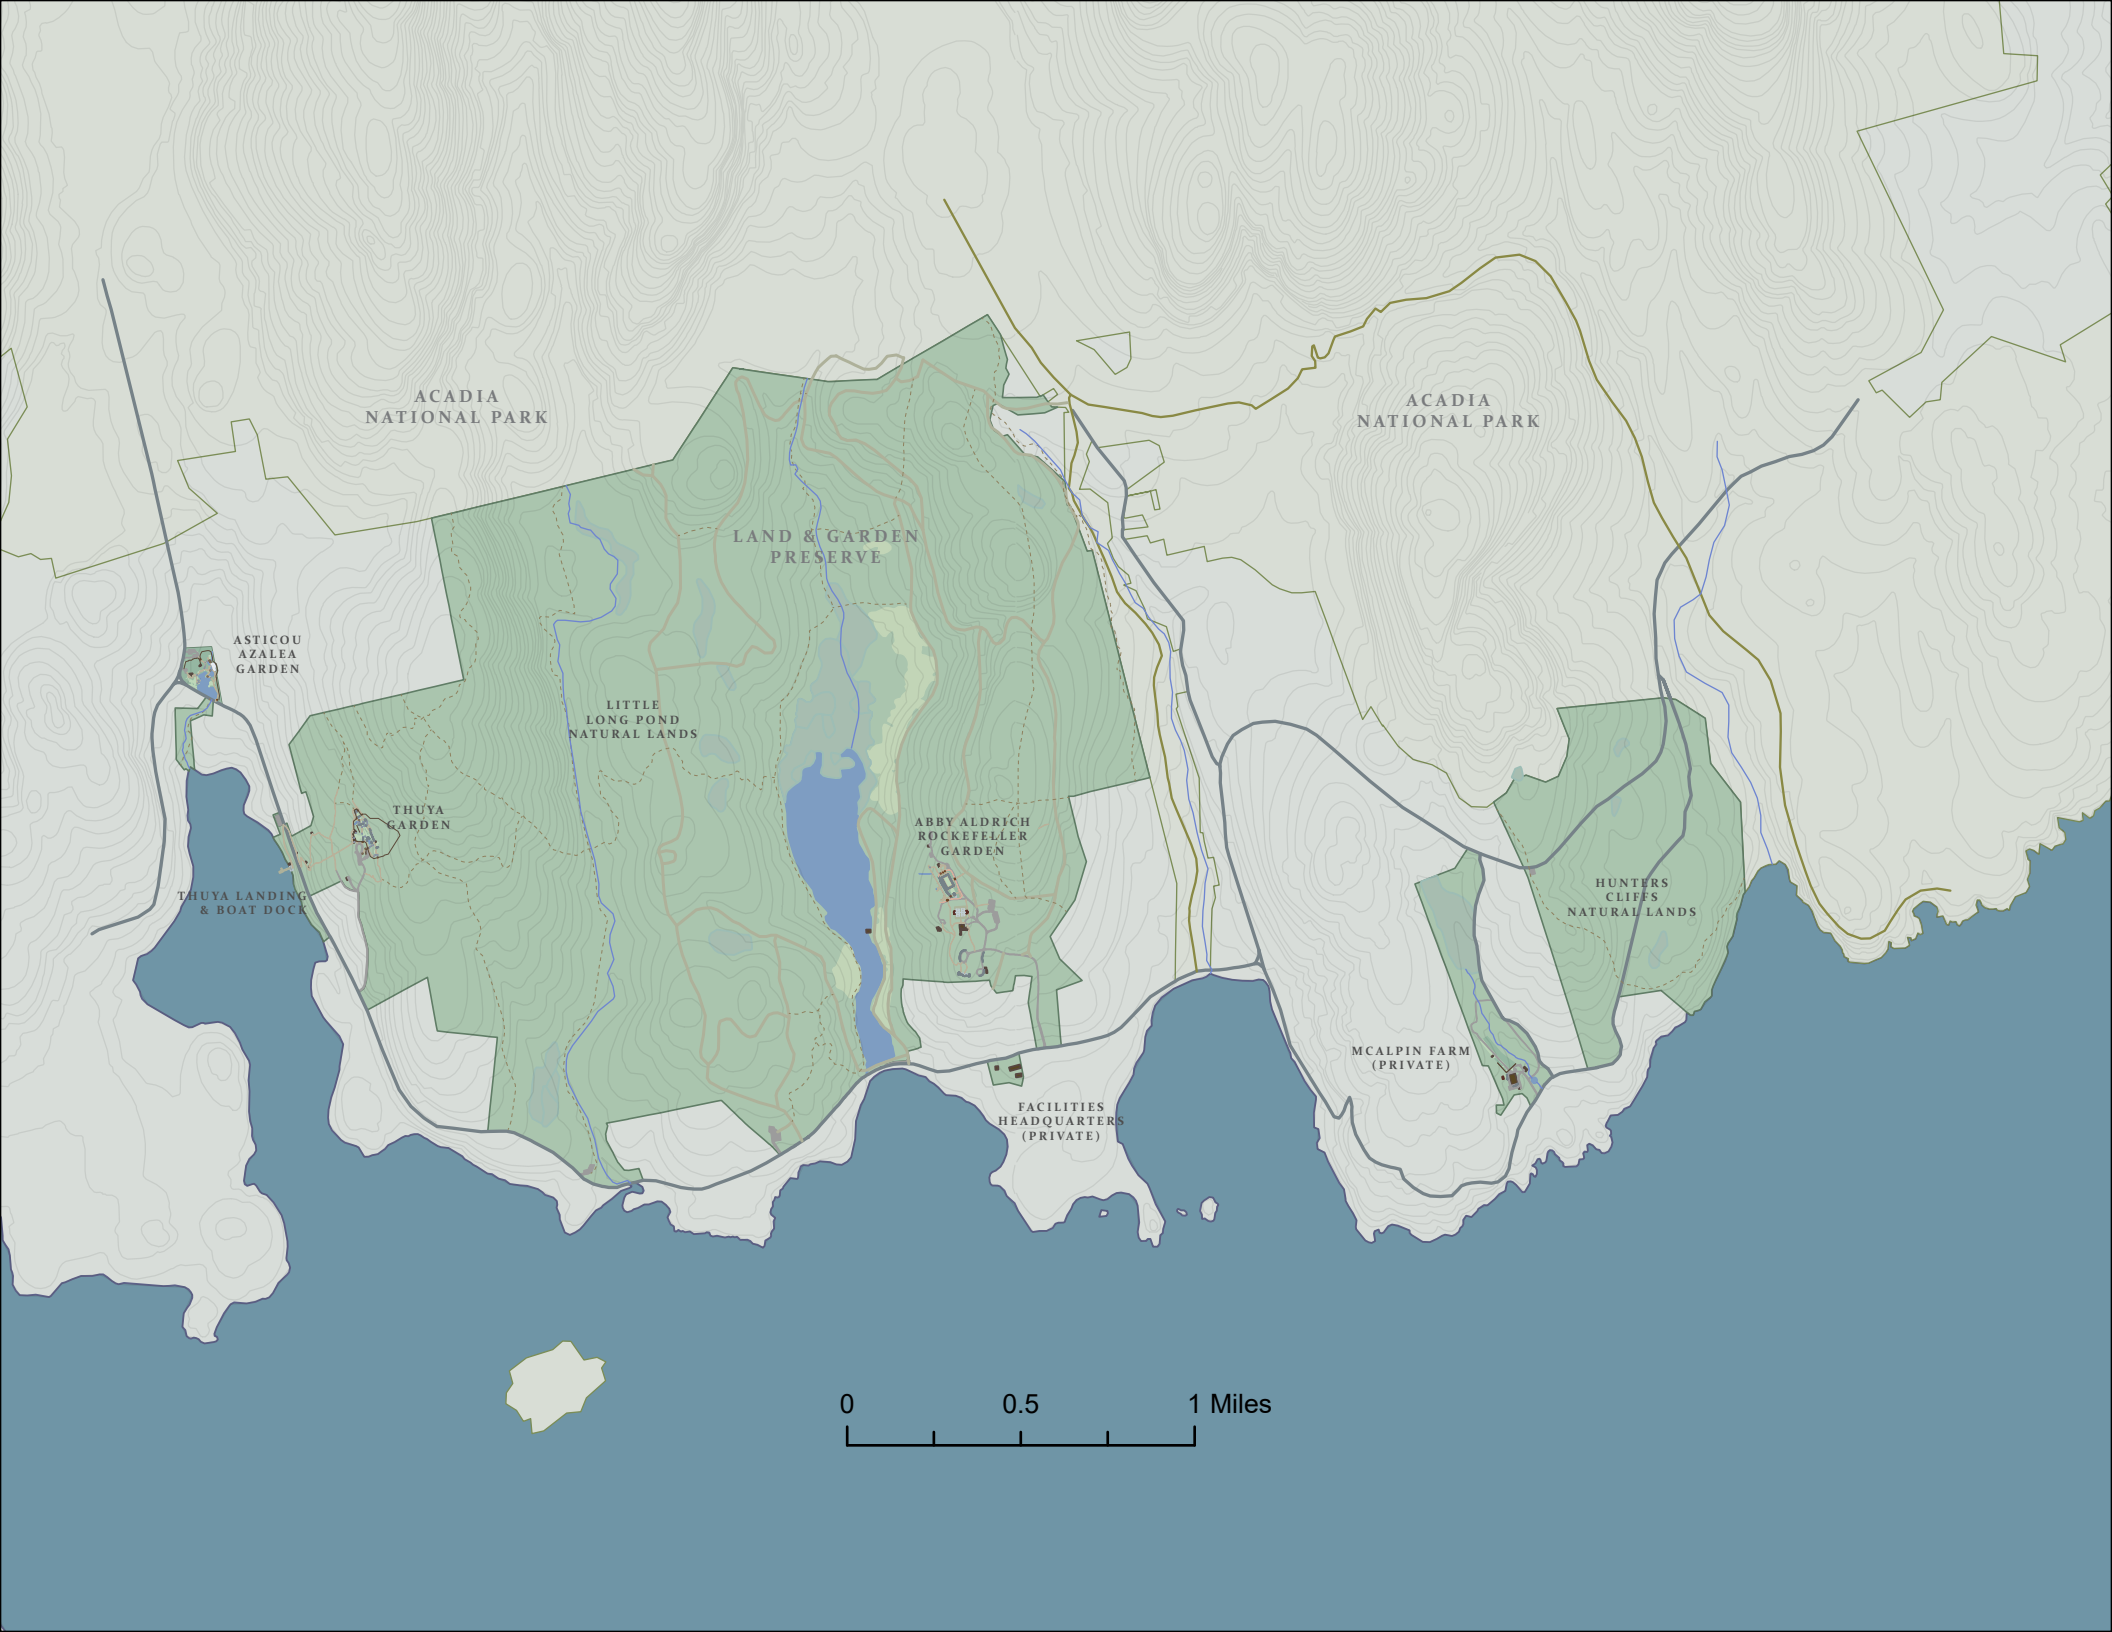 ACADIA
NATIONAL PARK
ACADIA
NATIONAL PARK
LAND & GARDEN
PRESERVE
ASTICOU
AZALEA
GARDEN
LITTLE
LONG POND
NATURAL LANDS
THUYA
GARDEN
ABBY ALDRICH
ROCKEFELLER
GARDEN
THUYA LANDING
& BOAT DOCK
HUNTERS
CLIFFS
NATURAL LANDS
MCALPIN FARM
(PRIVATE)
FACILITIES
HEADQUARTERS
(PRIVATE)
0 0.5 1 Miles